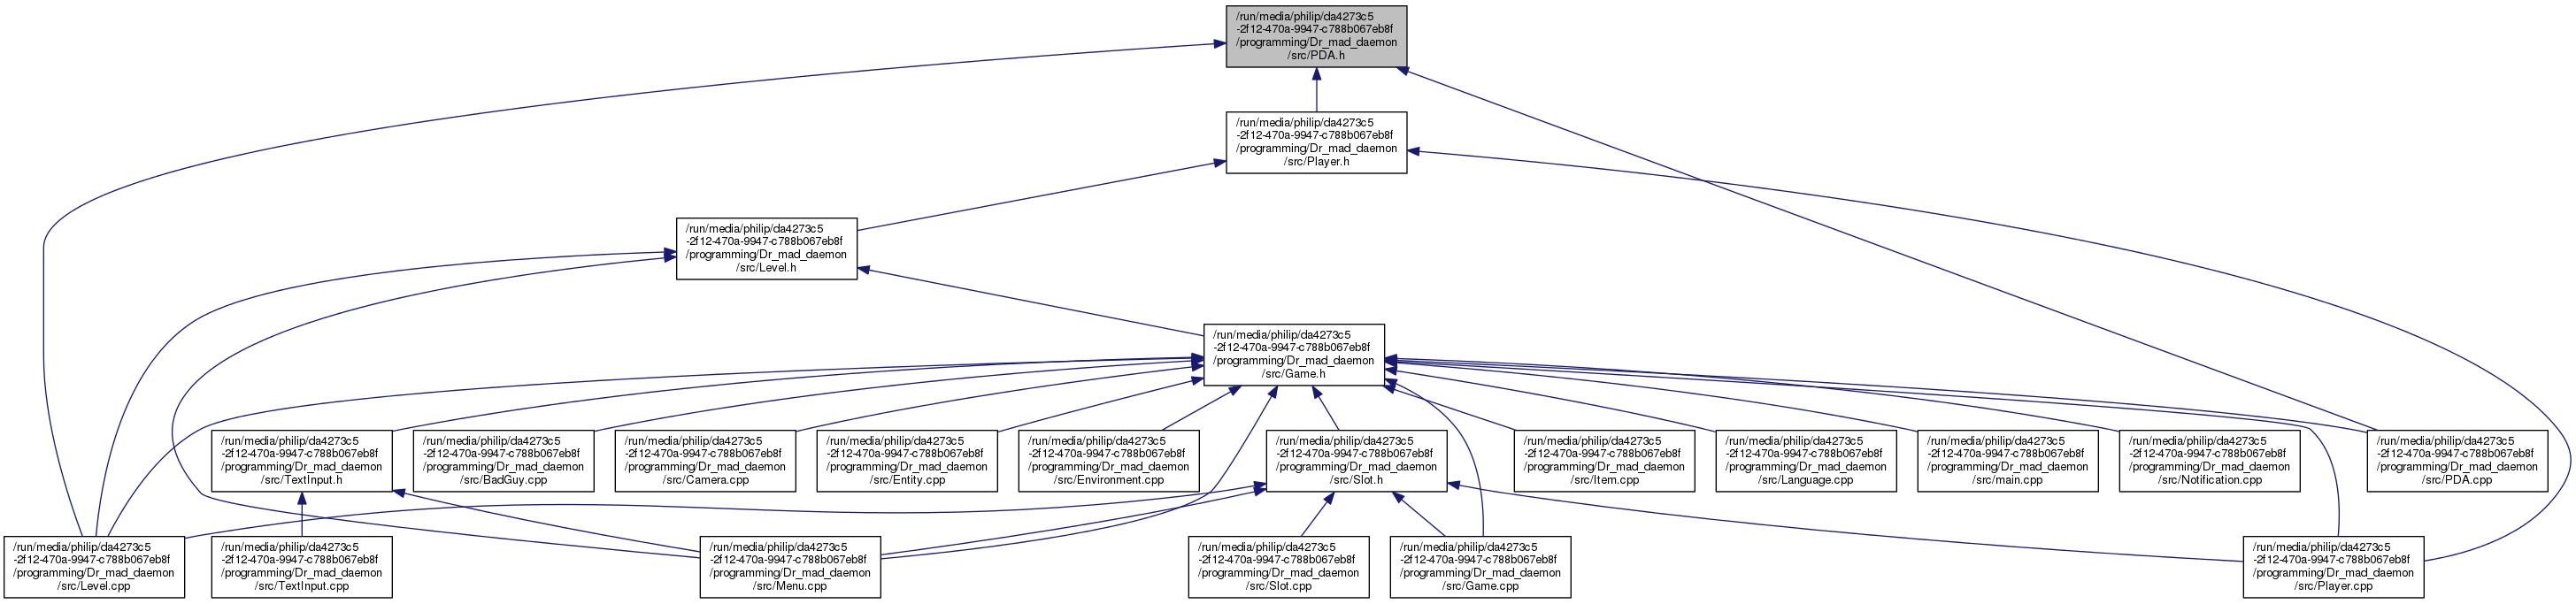 /run/media/philip/da4273c5
-2f12-470a-9947-c788b067eb8f
/programming/Dr_mad_daemon
/src/PDA.h
/run/media/philip/da4273c5
-2f12-470a-9947-c788b067eb8f
/programming/Dr_mad_daemon
/src/Player.h
/run/media/philip/da4273c5
-2f12-470a-9947-c788b067eb8f
/programming/Dr_mad_daemon
/src/Level.h
/run/media/philip/da4273c5
-2f12-470a-9947-c788b067eb8f
/programming/Dr_mad_daemon
/src/Game.h
/run/media/philip/da4273c5
-2f12-470a-9947-c788b067eb8f
/programming/Dr_mad_daemon
/src/TextInput.h
/run/media/philip/da4273c5
-2f12-470a-9947-c788b067eb8f
/programming/Dr_mad_daemon
/src/BadGuy.cpp
/run/media/philip/da4273c5
-2f12-470a-9947-c788b067eb8f
/programming/Dr_mad_daemon
/src/Camera.cpp
/run/media/philip/da4273c5
-2f12-470a-9947-c788b067eb8f
/programming/Dr_mad_daemon
/src/Entity.cpp
/run/media/philip/da4273c5
-2f12-470a-9947-c788b067eb8f
/programming/Dr_mad_daemon
/src/Environment.cpp
/run/media/philip/da4273c5
-2f12-470a-9947-c788b067eb8f
/programming/Dr_mad_daemon
/src/Slot.h
/run/media/philip/da4273c5
-2f12-470a-9947-c788b067eb8f
/programming/Dr_mad_daemon
/src/Item.cpp
/run/media/philip/da4273c5
-2f12-470a-9947-c788b067eb8f
/programming/Dr_mad_daemon
/src/Language.cpp
/run/media/philip/da4273c5
-2f12-470a-9947-c788b067eb8f
/programming/Dr_mad_daemon
/src/main.cpp
/run/media/philip/da4273c5
-2f12-470a-9947-c788b067eb8f
/programming/Dr_mad_daemon
/src/Notification.cpp
/run/media/philip/da4273c5
-2f12-470a-9947-c788b067eb8f
/programming/Dr_mad_daemon
/src/PDA.cpp
/run/media/philip/da4273c5
-2f12-470a-9947-c788b067eb8f
/programming/Dr_mad_daemon
/src/Level.cpp
/run/media/philip/da4273c5
-2f12-470a-9947-c788b067eb8f
/programming/Dr_mad_daemon
/src/TextInput.cpp
/run/media/philip/da4273c5
-2f12-470a-9947-c788b067eb8f
/programming/Dr_mad_daemon
/src/Menu.cpp
/run/media/philip/da4273c5
-2f12-470a-9947-c788b067eb8f
/programming/Dr_mad_daemon
/src/Slot.cpp
/run/media/philip/da4273c5
-2f12-470a-9947-c788b067eb8f
/programming/Dr_mad_daemon
/src/Game.cpp
/run/media/philip/da4273c5
-2f12-470a-9947-c788b067eb8f
/programming/Dr_mad_daemon
/src/Player.cpp